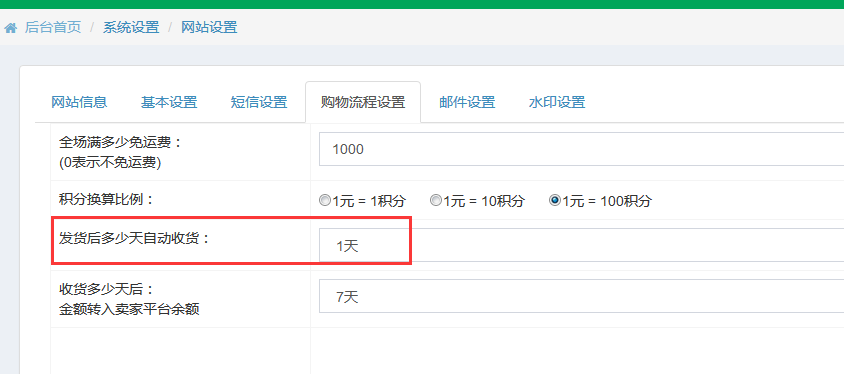 后台首页 / 系统设置 / 网站设置
网站信息 基本设置 短信设置 购物流程设置 邮件设置 水印设置
全场满多少免运费：
(0表示不免运费)
1000
积分换算比例：
1元 = 1积分 1元 = 10积分 1元 = 100积分
发货后多少天自动收货：
1天
收货多少天后：
金额转入卖家平台余额
7天